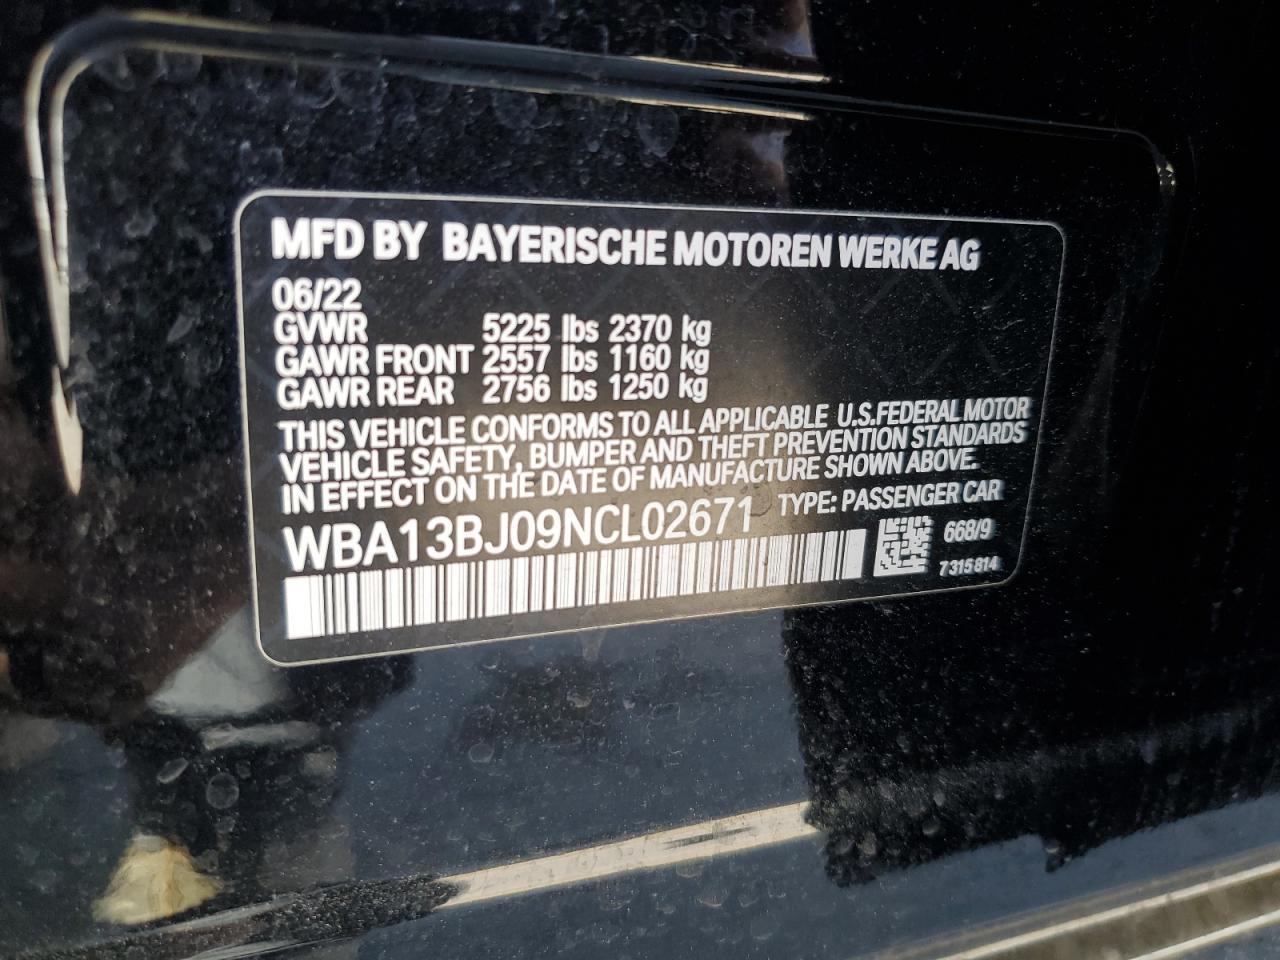 MFD BY BAYERISCHE MOTOREN WERKE AG
06/22
GVWR 5225 lbs 2370 kg
GAWR FRONT 2557 lbs 1160 kg
GAWR REAR 2756 lbs 1250 kg
THIS VEHICLE CONFORMS TO ALL APPLICABLE U.S.FEDERAL MOTOR
VEHICLE SAFETY, BUMPER AND THEFT PREVENTION STANDARDS
IN EFFECT ON THE DATE OF MANUFACTURE SHOWN ABOVE.
WBA13BJ09NCL02671 TYPE: PASSENGER CAR
668/9
7315814